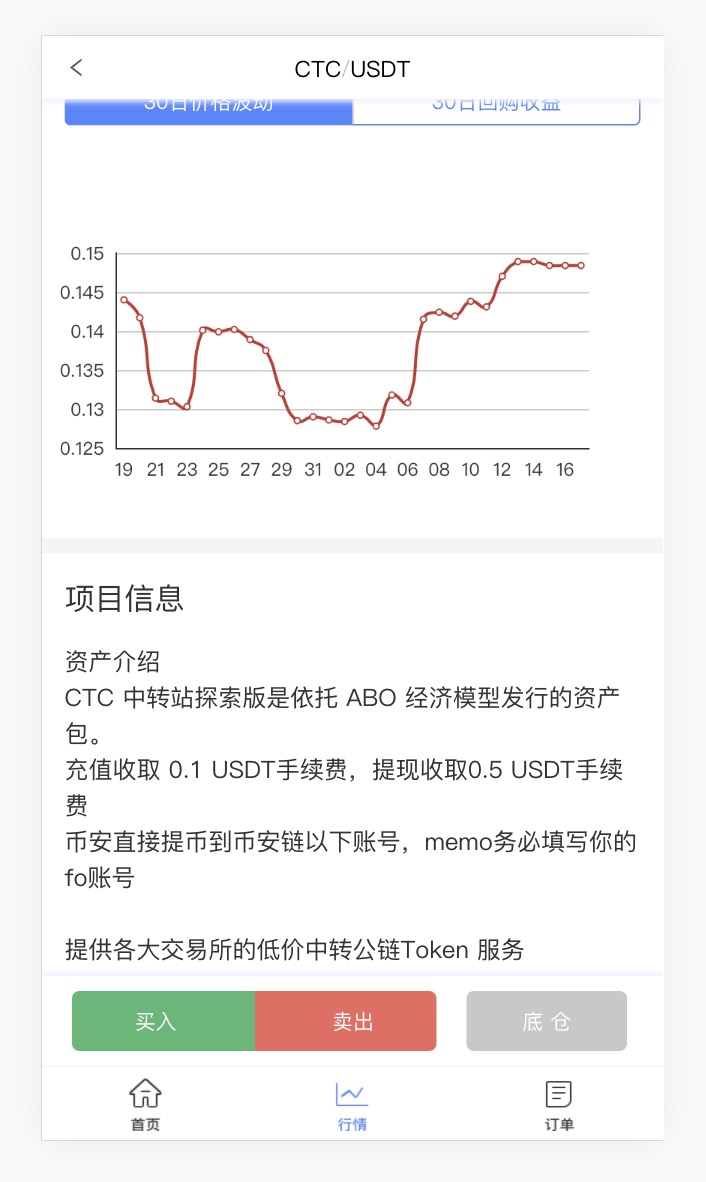 CTC/USDT
30日价格波动 30日回购收益
0.15
0.145
0.14
0.135
0.13
0.125
19 21 23 25 27 29 31 02 04 06 08 10 12 14 16
项目信息
资产介绍
CTC 中转站探索版是依托 ABO 经济模型发行的资产
包。
充值收取 0.1 USDT手续费，提现收取0.5 USDT手续
费
币安直接提币到币安链以下账号，memo务必填写你的
fo账号
提供各大交易所的低价中转公链Token 服务
买入 卖出 底 仓
首页 行情 订单